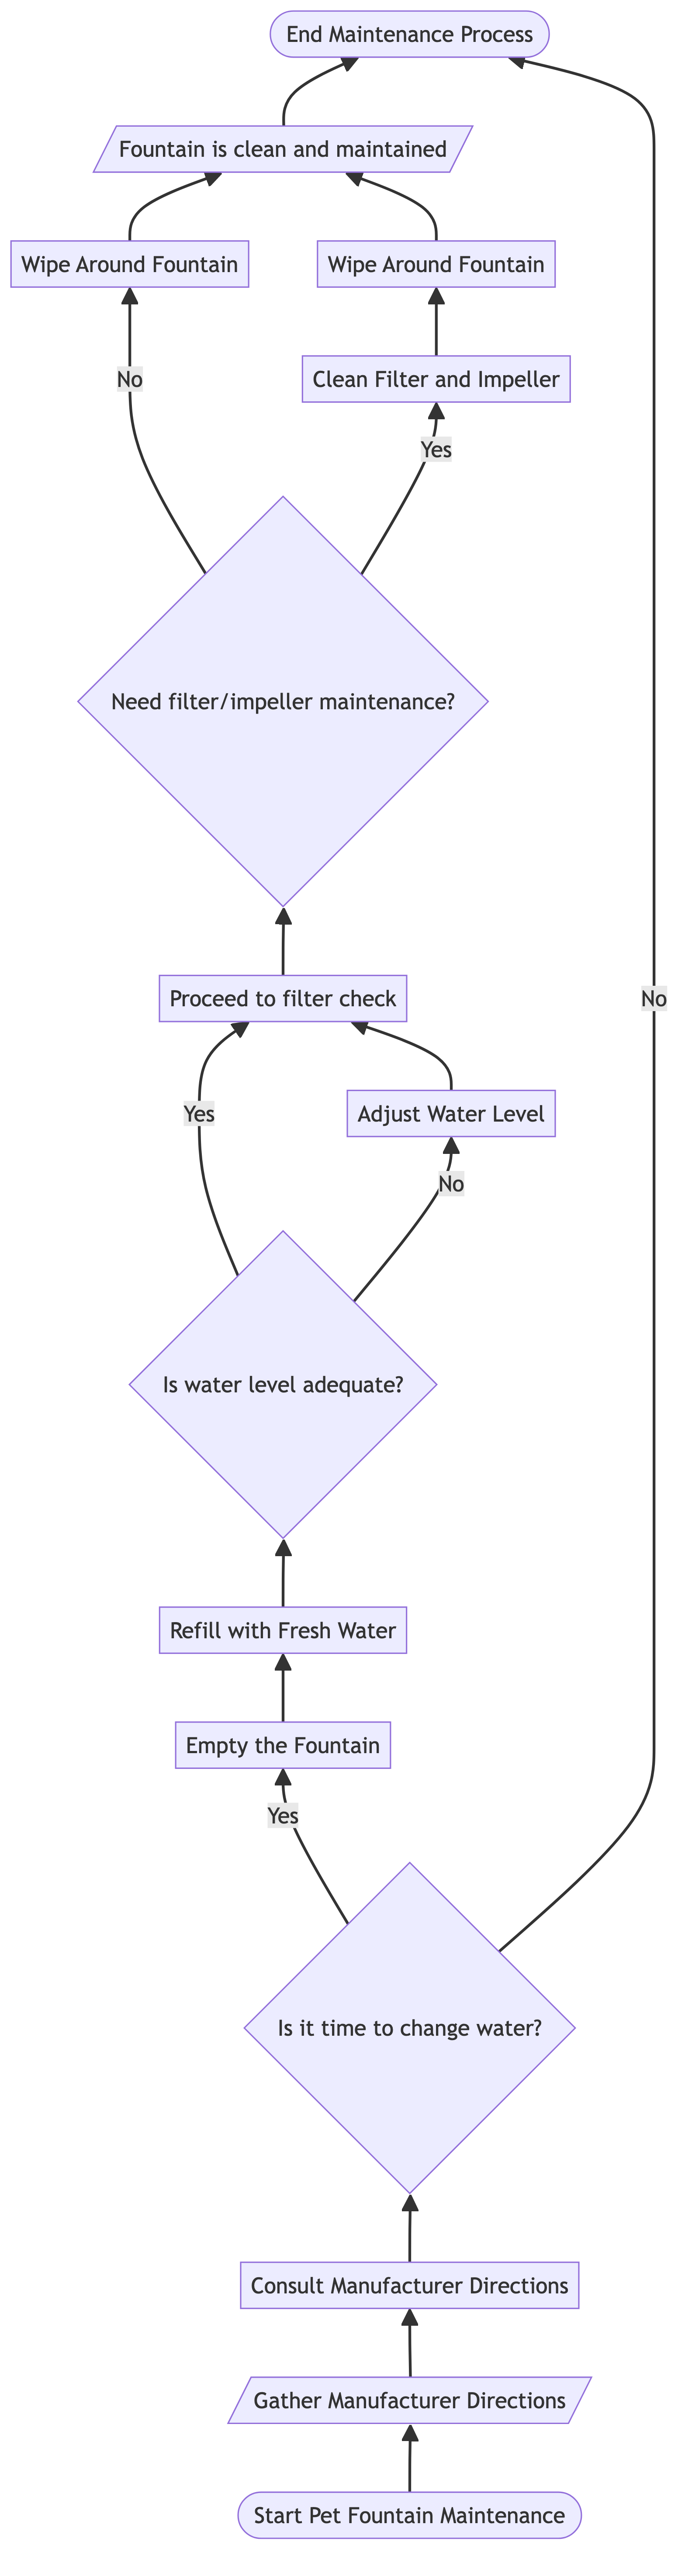 End Maintenance Process
Fountain is clean and maintained
Wipe Around Fountain
Wipe Around Fountain
No
Clean Filter and Impeller
Yes
Need filter/impeller maintenance?
Proceed to filter check
No
Yes
Adjust Water Level
No
Is water level adequate?
Refill with Fresh Water
Empty the Fountain
Yes
Is it time to change water?
Consult Manufacturer Directions
Gather Manufacturer Directions
Start Pet Fountain Maintenance